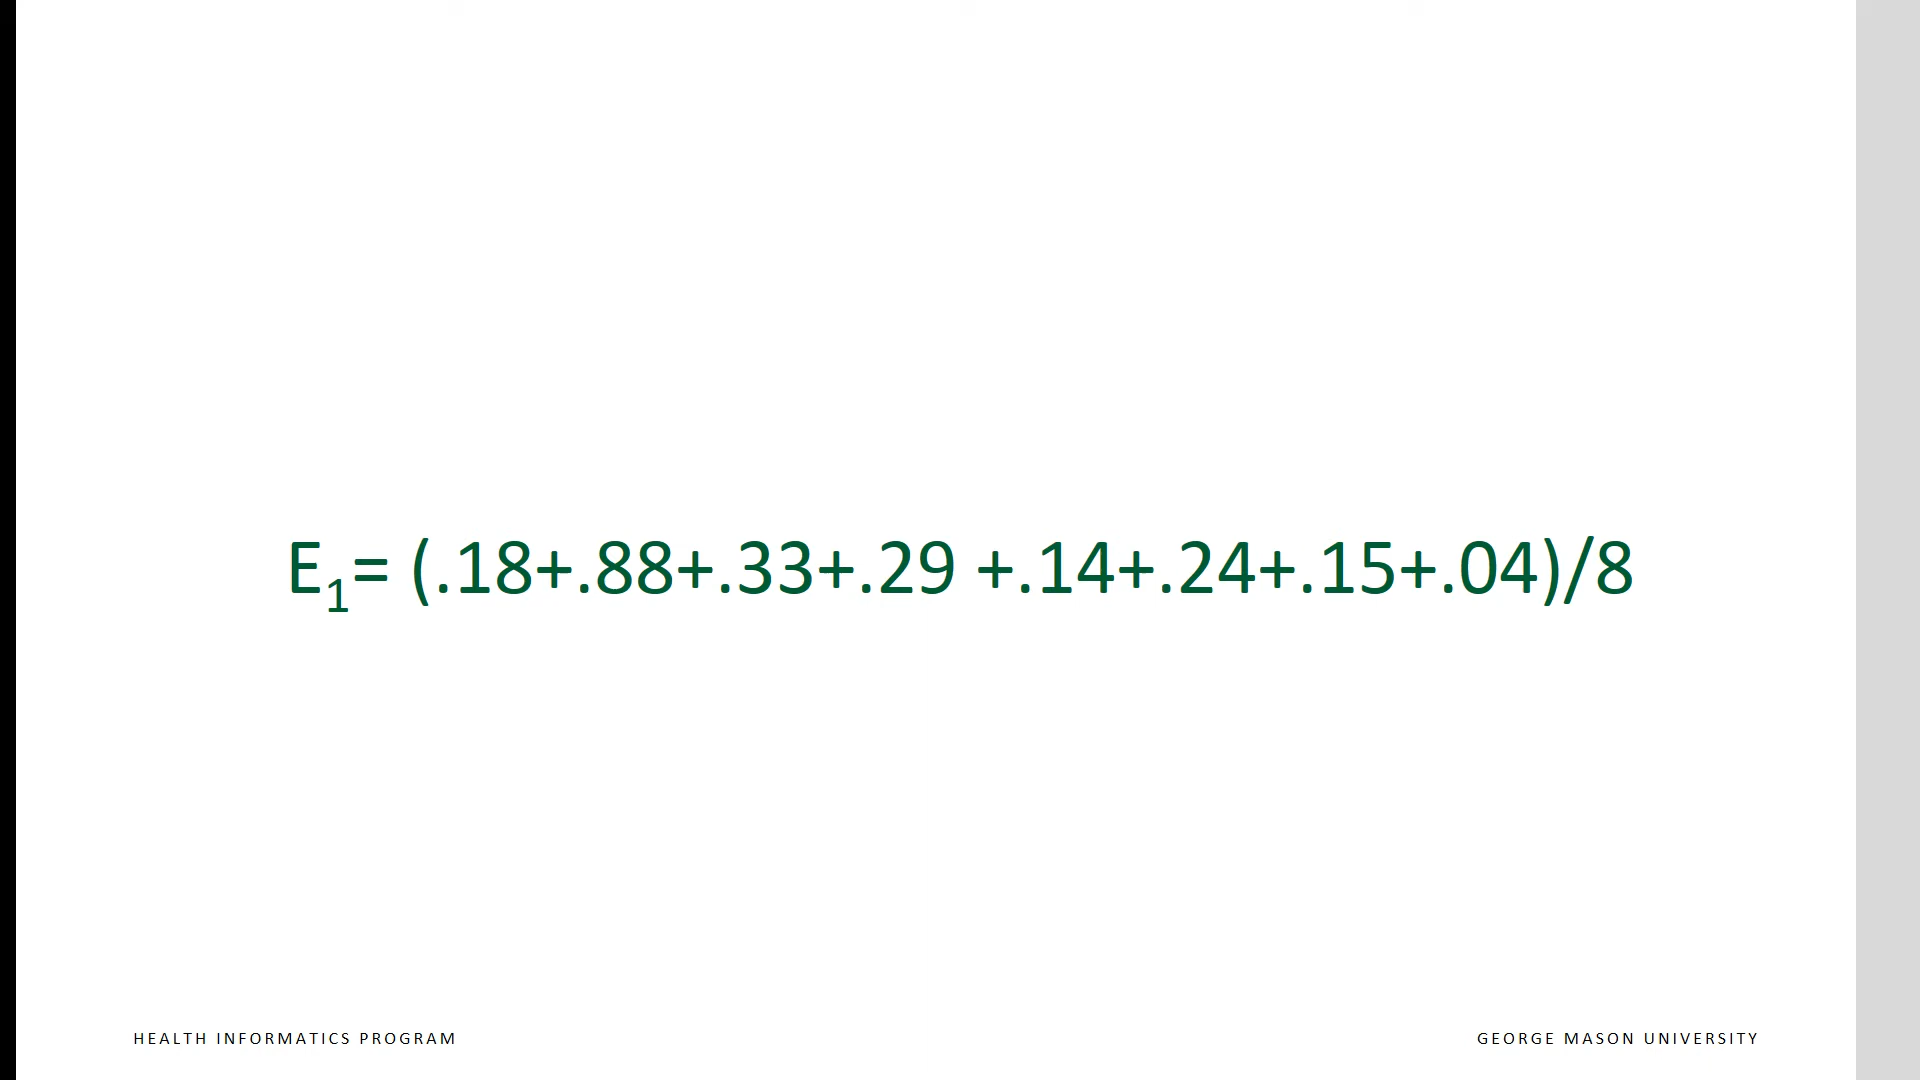 E₁= (.18+.88+.33+.29 +.14+.24+.15+.04)/8
HEALTH INFORMATICS PROGRAM
GEORGE MASON UNIVERSITY